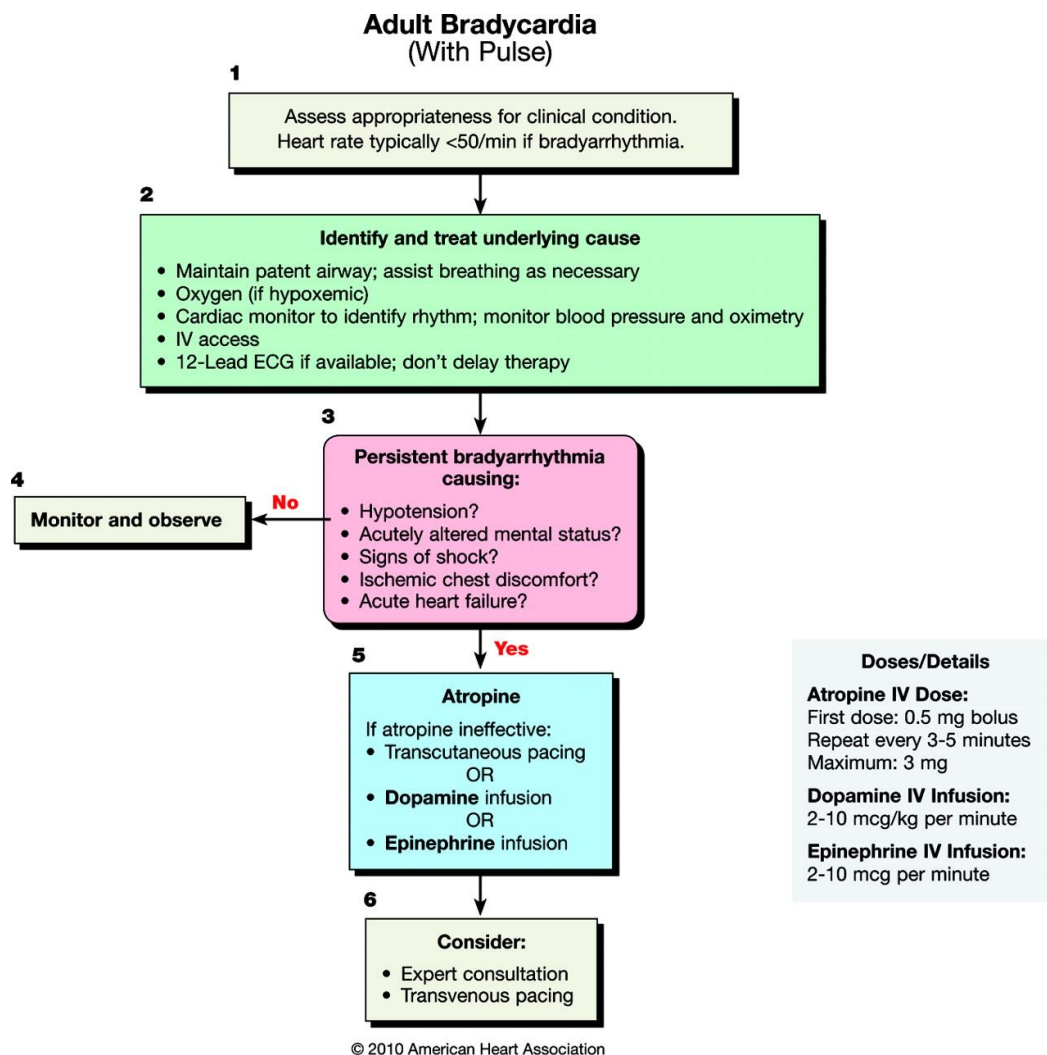 Adult Bradycardia
(With Pulse)
1
Assess appropriateness for clinical condition.
Heart rate typically <50/min if bradyarrhythmia.
2
Identify and treat underlying cause
• Maintain patent airway; assist breathing as necessary
• Oxygen (if hypoxemic)
• Cardiac monitor to identify rhythm; monitor blood pressure and oximetry
• IV access
• 12-Lead ECG if available; don't delay therapy
3
Persistent bradyarrhythmia
causing:
• Hypotension?
• Acutely altered mental status?
• Signs of shock?
• Ischemic chest discomfort?
• Acute heart failure?
No
4
Monitor and observe
Yes
5
Atropine
If atropine ineffective:
• Transcutaneous pacing
OR
• Dopamine infusion
OR
• Epinephrine infusion
6
Consider:
• Expert consultation
• Transvenous pacing
Doses/Details
Atropine IV Dose:
First dose: 0.5 mg bolus
Repeat every 3-5 minutes
Maximum: 3 mg
Dopamine IV Infusion:
2-10 mcg/kg per minute
Epinephrine IV Infusion:
2-10 mcg per minute
© 2010 American Heart Association